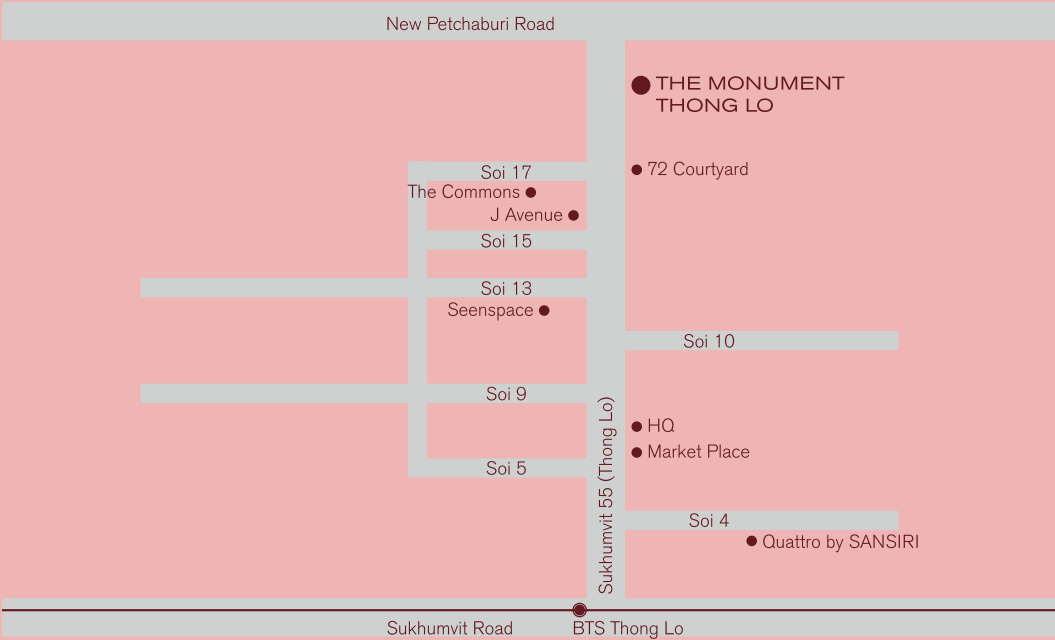 New Petchaburi Road
THE MONUMENT
THONG LO
72 Courtyard
Soi 17
The Commons
J Avenue
Soi 15
Soi 13
Seenspace
Soi 10
Soi 9
Sukhumvit 55 (Thong Lo)
HQ
Market Place
Soi 5
Soi 4
Quattro by SANSIRI
Sukhumvit Road
BTS Thong Lo